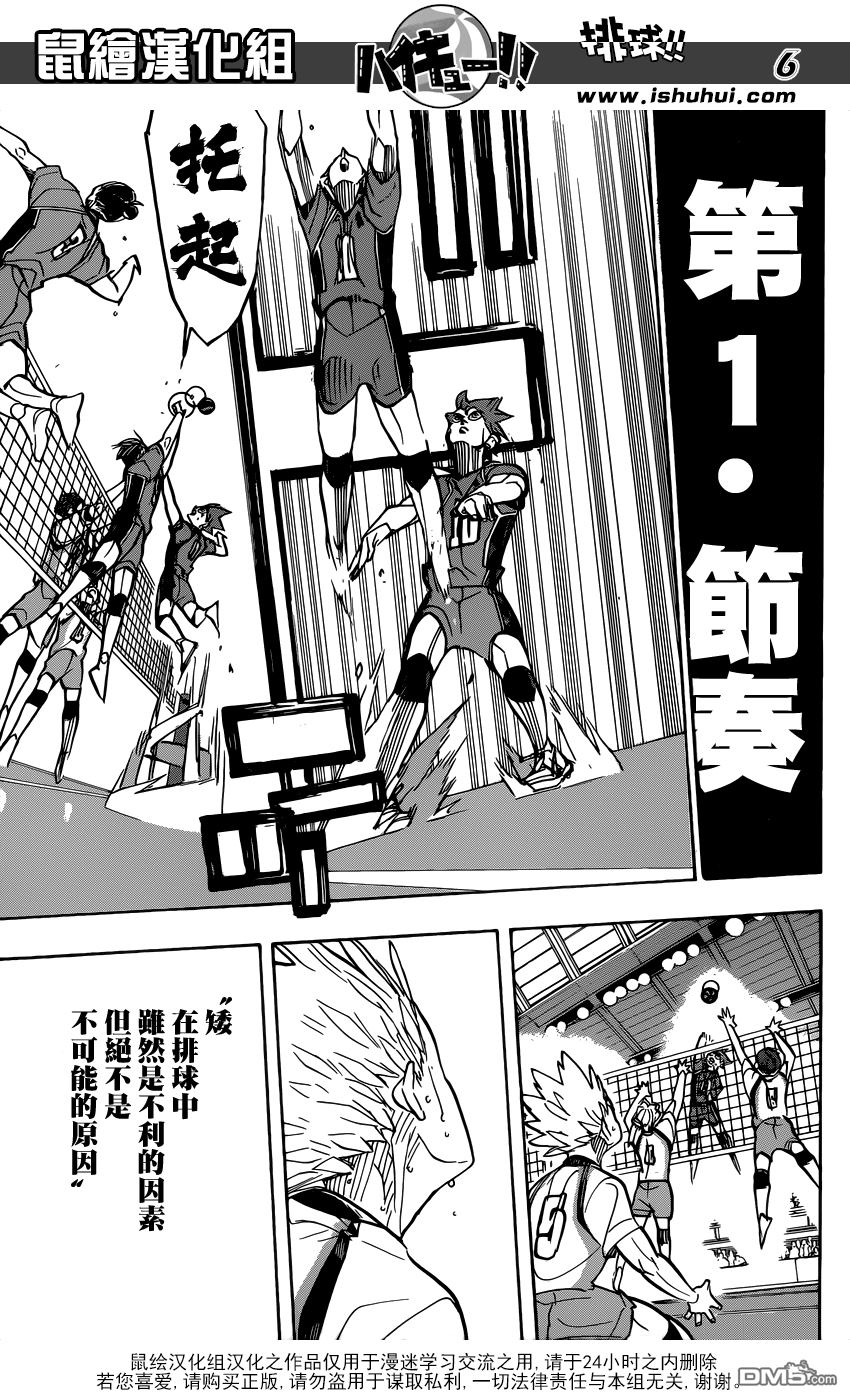 鼠繪漢化組
ハイキュー!!
排球!!
6
www.ishuhui.com
第1・節奏
托起
“矮
在排球中
雖然是不利的因素
但絕不是
不可能的原因”
鼠绘汉化组汉化之作品仅用于漫迷学习交流之用, 请于24小时之内删除
若您喜爱, 请购买正版, 请勿盗用于谋取私利, 一切法律责任与本组无关, 谢谢。
DM5.com